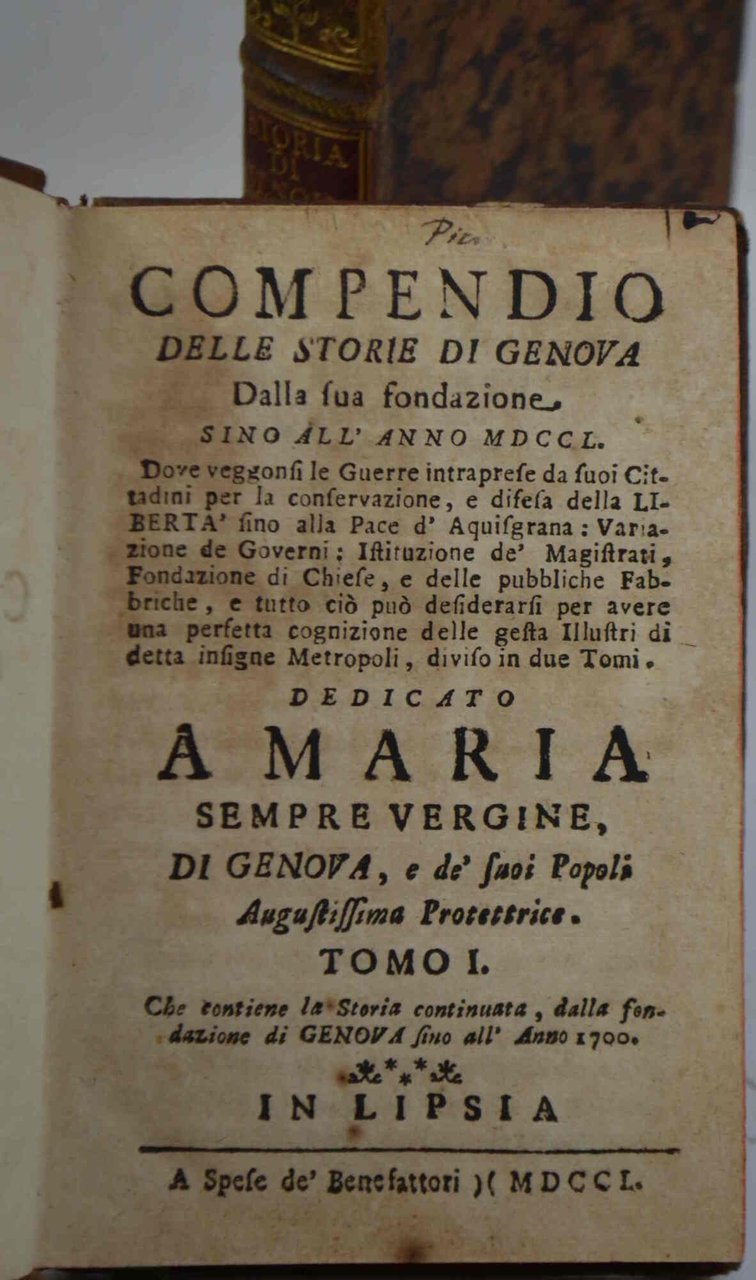 STORIA
DI
COMPENDIO
DELLE STORIE DI GENOVA
Dalla ſua fondazione
SINO ALL' ANNO MDCCL.
Dove veggonſi le Guerre intrapreſe da ſuoi Cit-
tadini per la conſervazione, e difeſa della LI-
BERTA' ſino alla Pace d' Aquiſgrana: Varia-
zione de Governi; Iſtituzione de' Magiſtrati,
Fondazione di Chieſe, e delle pubbliche Fab-
briche, e tutto ciò può deſiderarſi per avere
una perfetta cognizione delle geſta Illuſtri di
detta inſigne Metropoli, diviſo in due Tomi.
DEDICATO
A MARIA
SEMPRE VERGINE,
DI GENOVA, e de' ſuoi Popoli
Auguſtiſſima Protettrice.
TOMO I.
Che contiene la Storia continuata, dalla fon-
dazione di GENOVA ſino all' Anno 1700.
IN LIPSIA
A Speſe de' Benefattori )( MDCCL.